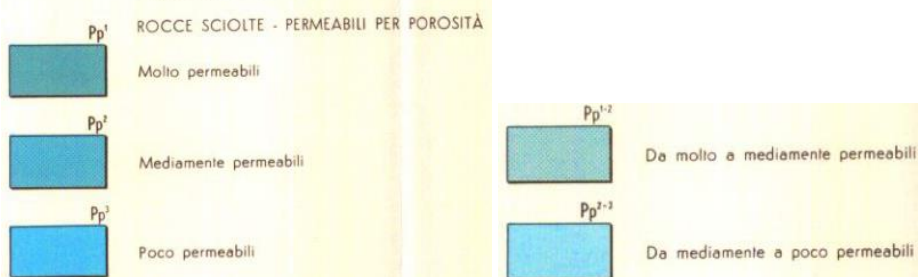 ROCCE SCIOLTE - PERMEABILI PER POROSITÀ
Pp¹
Molto permeabili
Pp²
Mediamente permeabili
Pp³
Poco permeabili
Pp¹⁻²
Da molto a mediamente permeabili
Pp²⁻³
Da mediamente a poco permeabili